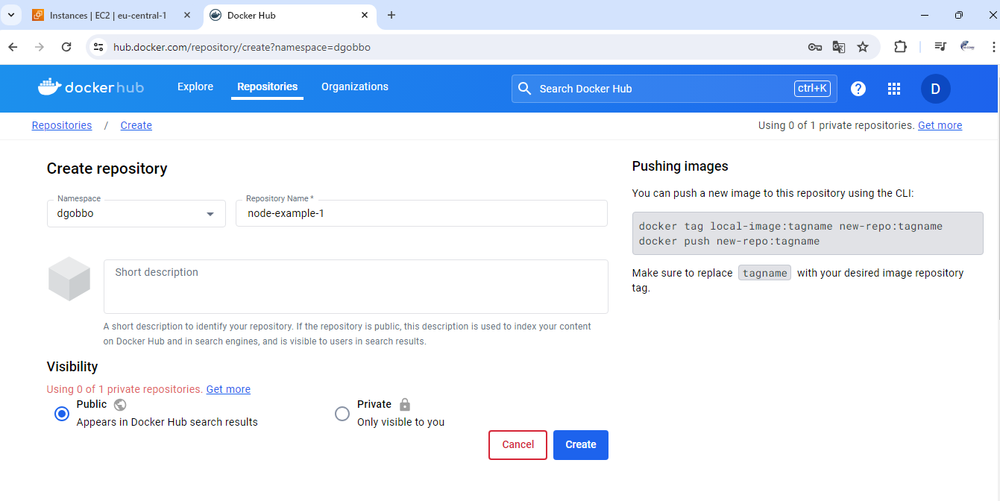 Instances | EC2 | eu-central-1
Docker Hub
hub.docker.com/repository/create?namespace=dgobbo
docker hub
Explore
Repositories
Organizations
Search Docker Hub
ctrl+K
?
D
Repositories / Create
Using 0 of 1 private repositories. Get more
Create repository
Namespace
dgobbo
Repository Name *
node-example-1
Short description
A short description to identify your repository. If the repository is public, this description is used to index your content
on Docker Hub and in search engines, and is visible to users in search results.
Visibility
Using 0 of 1 private repositories. Get more
Public
Appears in Docker Hub search results
Private
Only visible to you
Cancel
Create
Pushing images
You can push a new image to this repository using the CLI:
docker tag local-image:tagname new-repo:tagname
docker push new-repo:tagname
Make sure to replace tagname with your desired image repository
tag.